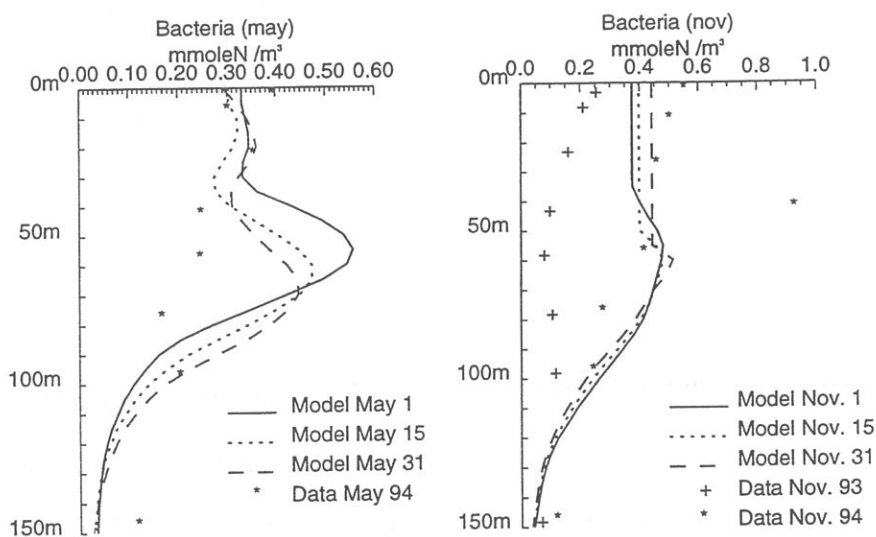 Bacteria (may)
mmoleN /m³
0.00 0.10 0.20 0.30 0.40 0.50 0.60
0m
50m
100m
150m
Model May 1
Model May 15
Model May 31
Data May 94
Bacteria (nov)
mmoleN /m³
0.0 0.2 0.4 0.6 0.8 1.0
0m
50m
100m
150m
Model Nov. 1
Model Nov. 15
Model Nov. 31
Data Nov. 93
Data Nov. 94